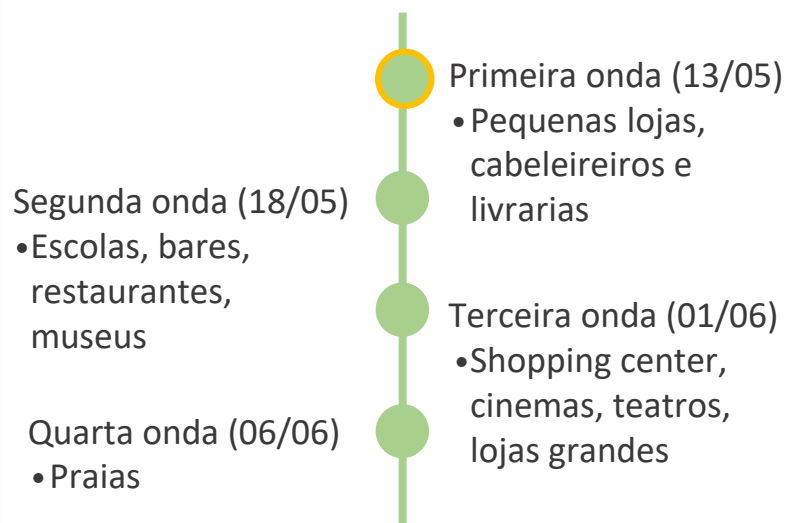 Primeira onda (13/05)
•Pequenas lojas,
cabeleireiros e
livrarias
Segunda onda (18/05)
•Escolas, bares,
restaurantes,
museus
Terceira onda (01/06)
•Shopping center,
cinemas, teatros,
lojas grandes
Quarta onda (06/06)
•Praias